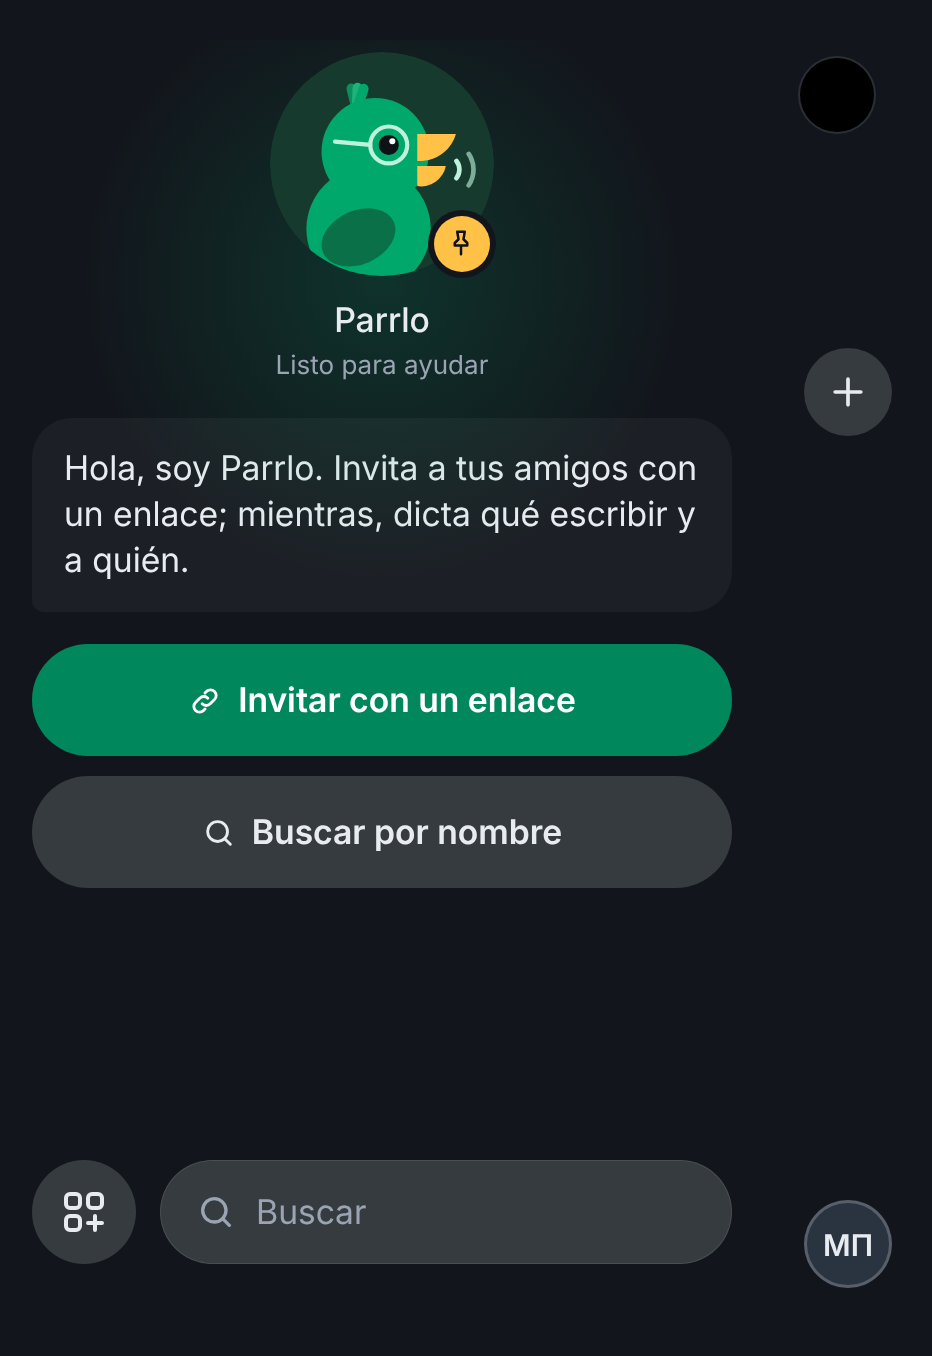 Parrlo
Listo para ayudar
Hola, soy Parrlo. Invita a tus amigos con
un enlace; mientras, dicta qué escribir y
a quién.
Invitar con un enlace
Buscar por nombre
Buscar
МП